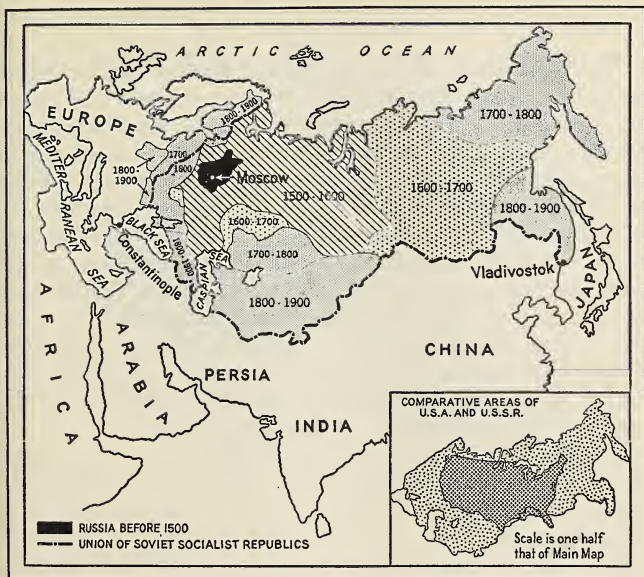 ARCTIC OCEAN
EUROPE
1800-1800
1700-1800
1700
1800
1800-
1900
Moscow
1500-1600
1600-1700
MEDITER-
RANEAN
SEA
BLACK SEA
Constantinople
1800-1900
CASPIAN
SEA
1600-1700
1700-1800
1800-1900
1800-1900
Vladivostok
JAPAN
AFRICA
ARABIA
PERSIA
CHINA
INDIA
COMPARATIVE AREAS OF
U.S.A. AND U.S.S.R.
Scale is one half
that of Main Map
RUSSIA BEFORE 1500
UNION OF SOVIET SOCIALIST REPUBLICS